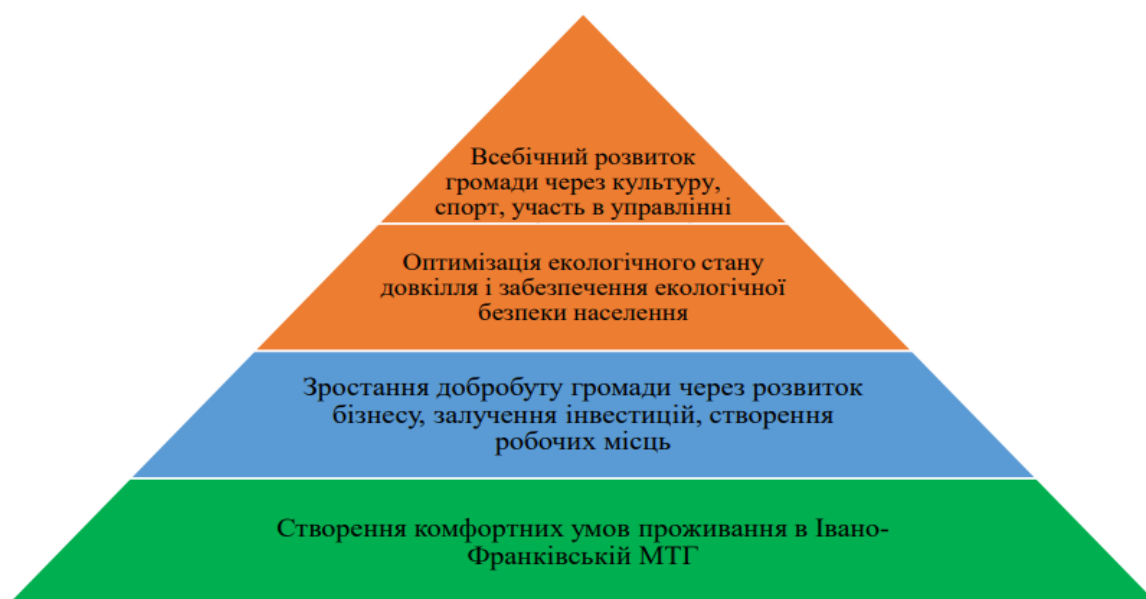 Всебічний розвиток
громади через культуру,
спорт, участь в управлінні
Оптимізація екологічного стану
довкілля і забезпечення екологічної
безпеки населення
Зростання добробуту громади через розвиток
бізнесу, залучення інвестицій, створення
робочих місць
Створення комфортних умов проживання в Івано-
Франківській МТГ